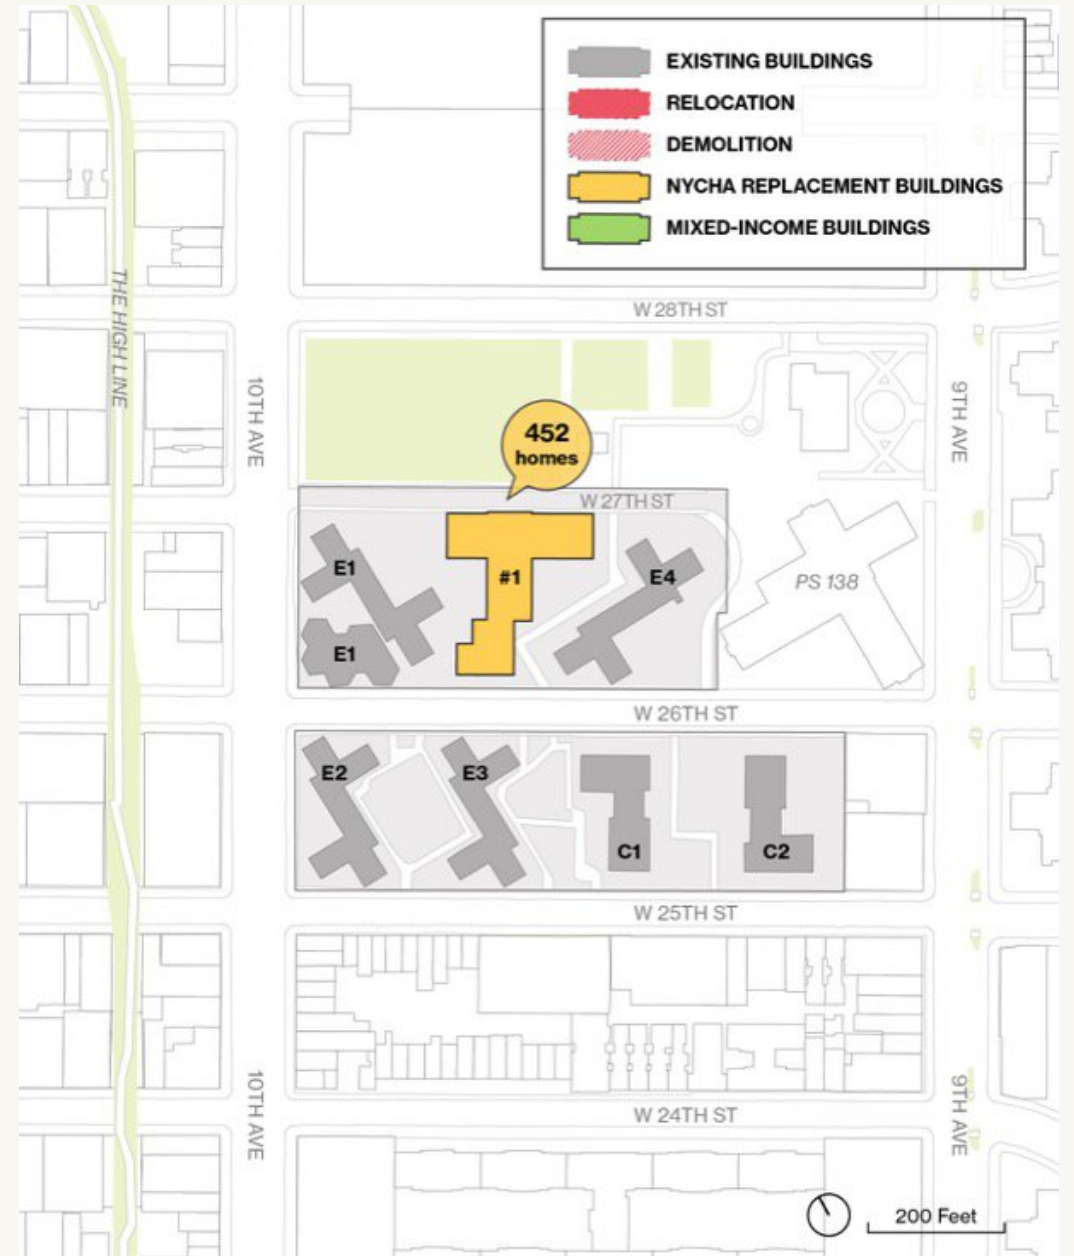 EXISTING BUILDINGS
RELOCATION
DEMOLITION
NYCHA REPLACEMENT BUILDINGS
MIXED-INCOME BUILDINGS
W 28TH ST
THE HIGH LINE
10TH AVE
9TH AVE
452
homes
W 27TH ST
E1
#1
E4
PS 138
E1
W 26TH ST
E2
E3
C1
C2
W 25TH ST
10TH AVE
9TH AVE
W 24TH ST
200 Feet